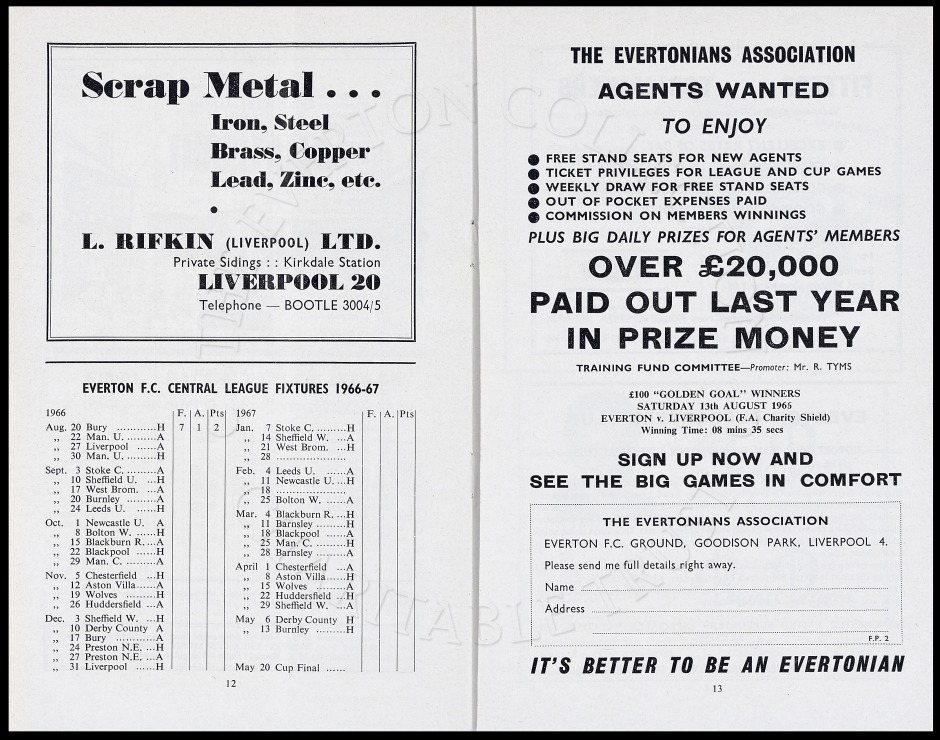 Scrap Metal . . .
Iron, Steel
Brass, Copper
Lead, Zinc, etc.
L. RIFKIN (LIVERPOOL) LTD.
Private Sidings : : Kirkdale Station
LIVERPOOL 20
Telephone — BOOTLE 3004/5
EVERTON F.C. CENTRAL LEAGUE FIXTURES 1966-67
1966 F. A. Pts
Aug. 20 Bury ............H 7 1 2
,, 22 Man. U. ..........A
,, 27 Liverpool ......A
,, 30 Man. U. .........H
Sept. 3 Stoke C. .........A
,, 10 Sheffield U. ...H
,, 17 West Brom. ...A
,, 20 Burnley .........A
,, 24 Leeds U. ......H
Oct. 1 Newcastle U. A
,, 8 Bolton W. ......H
,, 15 Blackburn R....A
,, 22 Blackpool ......H
,, 29 Man. C. .........A
Nov. 5 Chesterfield ...H
,, 12 Aston Villa......A
,, 19 Wolves .........H
,, 26 Huddersfield ...A
Dec. 3 Sheffield W. ...H
,, 10 Derby County A
,, 17 Bury ............A
,, 24 Preston N.E. ...H
,, 27 Preston N.E. ...A
,, 31 Liverpool ......H
1967 F. A. Pts
Jan. 7 Stoke C. .........H
,, 14 Sheffield W. ...A
,, 21 West Brom. ...H
,, 28 .....................
Feb. 4 Leeds U. ......A
,, 11 Newcastle U. ...H
,, 18 .....................
,, 25 Bolton W. ......A
Mar. 4 Blackburn R. ...H
,, 11 Barnsley .........H
,, 18 Blackpool ......A
,, 25 Man. C. .........H
,, 28 Barnsley .........A
April 1 Chesterfield ...A
,, 8 Aston Villa......H
,, 15 Wolves .........A
,, 22 Huddersfield ...H
,, 29 Sheffield W. ...A
May 6 Derby County H
,, 13 Burnley .........H
May 20 Cup Final ......
12
THE EVERTONIANS ASSOCIATION
AGENTS WANTED
TO ENJOY
● FREE STAND SEATS FOR NEW AGENTS
● TICKET PRIVILEGES FOR LEAGUE AND CUP GAMES
● WEEKLY DRAW FOR FREE STAND SEATS
● OUT OF POCKET EXPENSES PAID
● COMMISSION ON MEMBERS WINNINGS
PLUS BIG DAILY PRIZES FOR AGENTS' MEMBERS
OVER £20,000
PAID OUT LAST YEAR
IN PRIZE MONEY
TRAINING FUND COMMITTEE—Promoter: Mr. R. TYMS
£100 "GOLDEN GOAL" WINNERS
SATURDAY 13th AUGUST 1966
EVERTON v. LIVERPOOL (F.A. Charity Shield)
Winning Time: 08 mins 35 secs
SIGN UP NOW AND
SEE THE BIG GAMES IN COMFORT
THE EVERTONIANS ASSOCIATION
EVERTON F.C. GROUND, GOODISON PARK, LIVERPOOL 4.
Please send me full details right away.
Name
Address
F.P. 2
IT'S BETTER TO BE AN EVERTONIAN
13